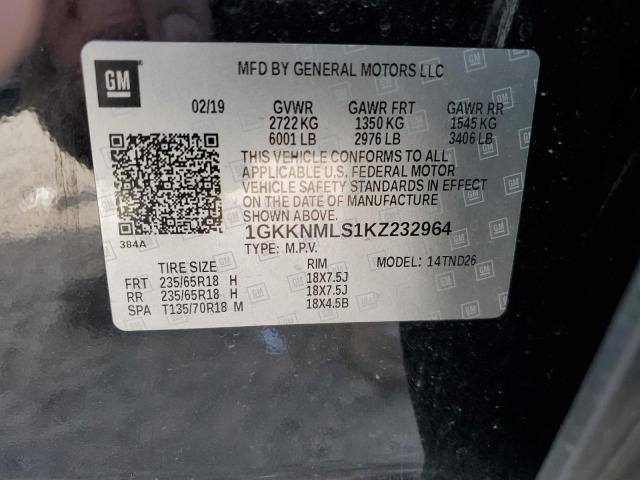 GM
MFD BY GENERAL MOTORS LLC
02/19 GVWR GAWR FRT GAWR RR
2722 KG 1350 KG 1545 KG
6001 LB 2976 LB 3406 LB
THIS VEHICLE CONFORMS TO ALL
APPLICABLE U.S. FEDERAL MOTOR
VEHICLE SAFETY STANDARDS IN EFFECT
ON THE DATE OF MANUFACTURE
SHOWN ABOVE.
1GKKNMLS1KZ232964
384A
TYPE: M.P.V. MODEL: 14TND26
TIRE SIZE RIM
FRT 235/65R18 H 18X7.5J
RR 235/65R18 H 18X7.5J
SPA T135/70R18 M 18X4.5B